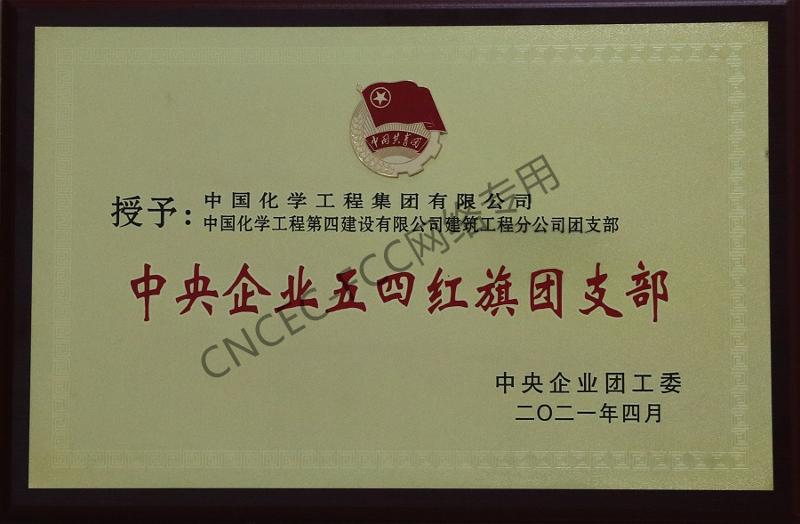 中国共青团
授予：
中国化学工程集团有限公司
中国化学工程第四建设有限公司建筑工程分公司团支部
中央企业五四红旗团支部
中央企业团工委
二〇二一年四月
CNCEC-FCC网络专用